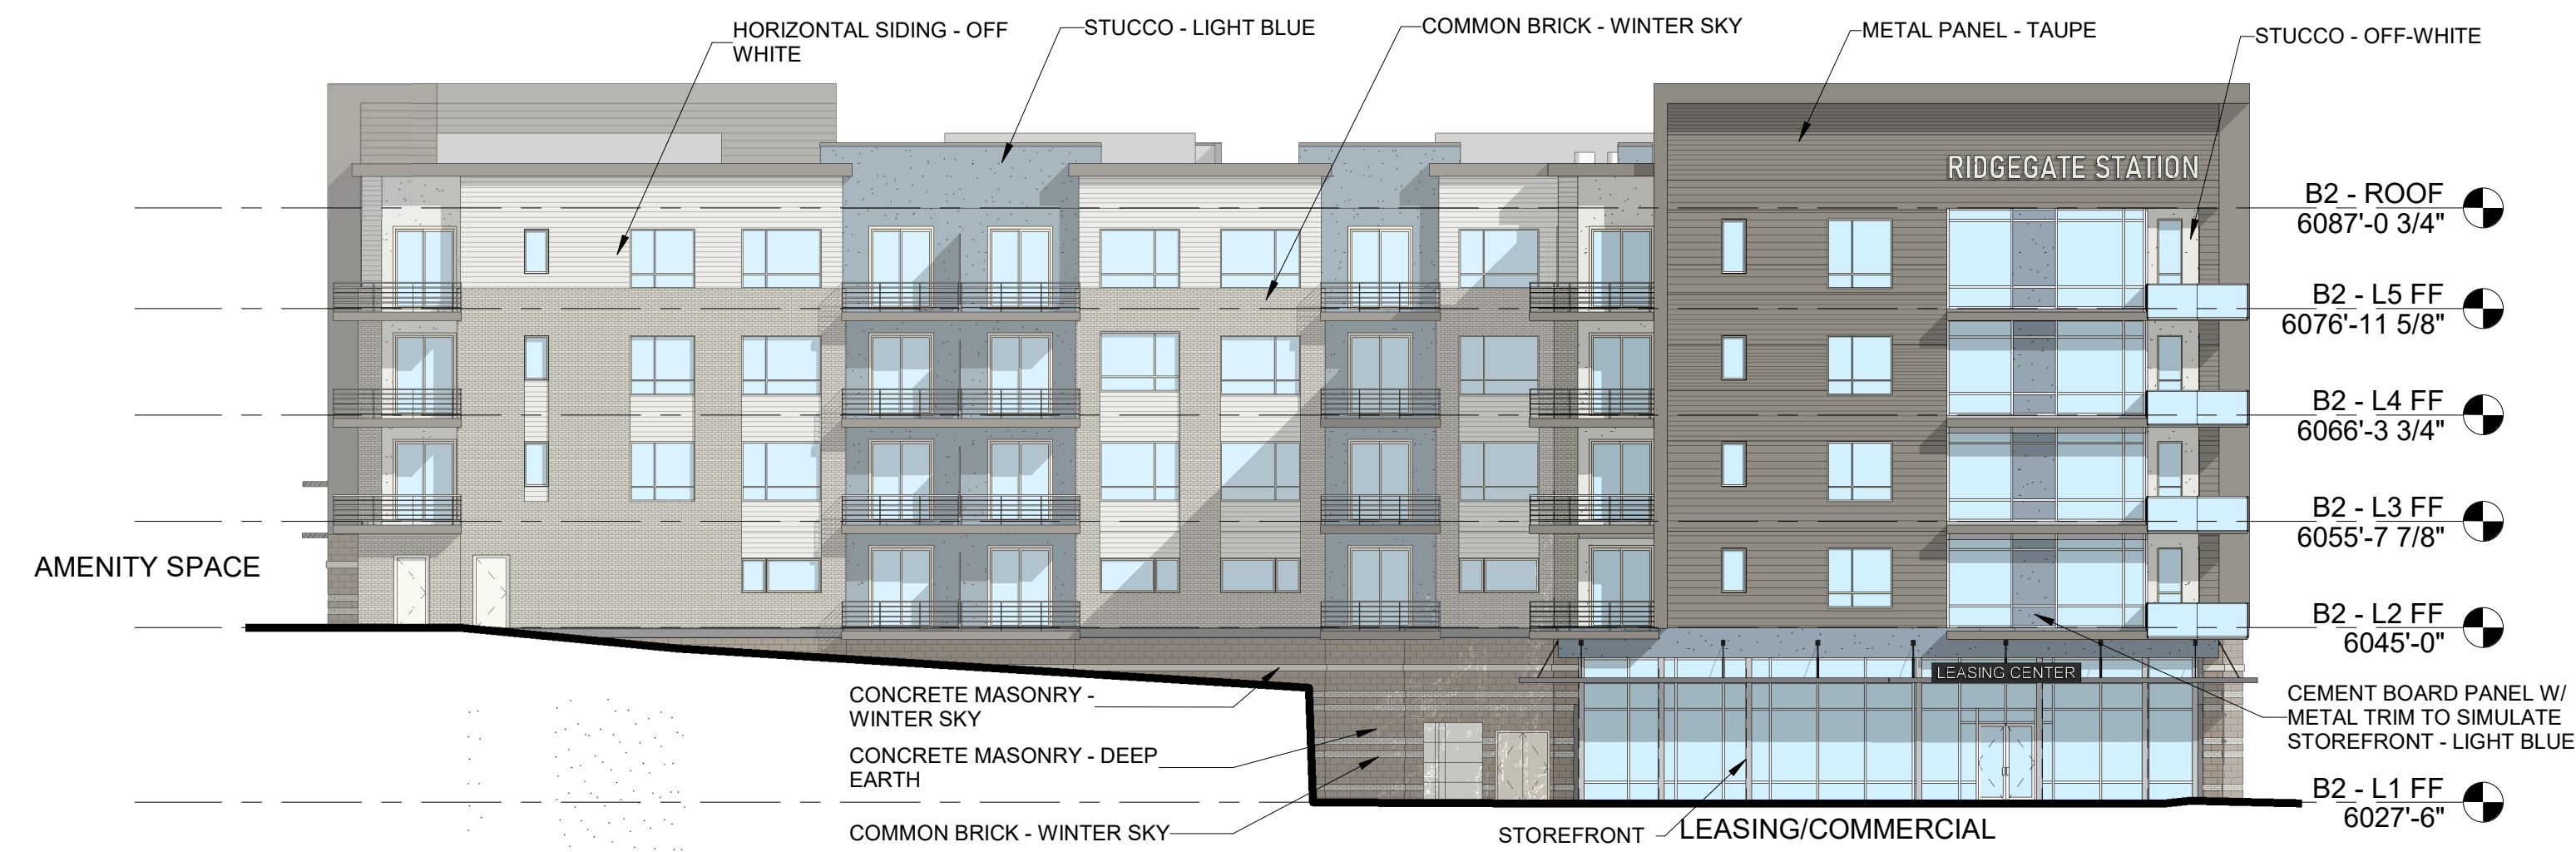 HORIZONTAL SIDING - OFF
WHITE
STUCCO - LIGHT BLUE
COMMON BRICK - WINTER SKY
METAL PANEL - TAUPE
STUCCO - OFF-WHITE
RIDGEGATE STATION
B2 - ROOF
6087'-0 3/4"
B2 - L5 FF
6076'-11 5/8"
B2 - L4 FF
6066'-3 3/4"
B2 - L3 FF
6055'-7 7/8"
AMENITY SPACE
B2 - L2 FF
6045'-0"
LEASING CENTER
CONCRETE MASONRY -
WINTER SKY
CEMENT BOARD PANEL W/
METAL TRIM TO SIMULATE
STOREFRONT - LIGHT BLUE
CONCRETE MASONRY - DEEP
EARTH
B2 - L1 FF
6027'-6"
COMMON BRICK - WINTER SKY
STOREFRONT
LEASING/COMMERCIAL